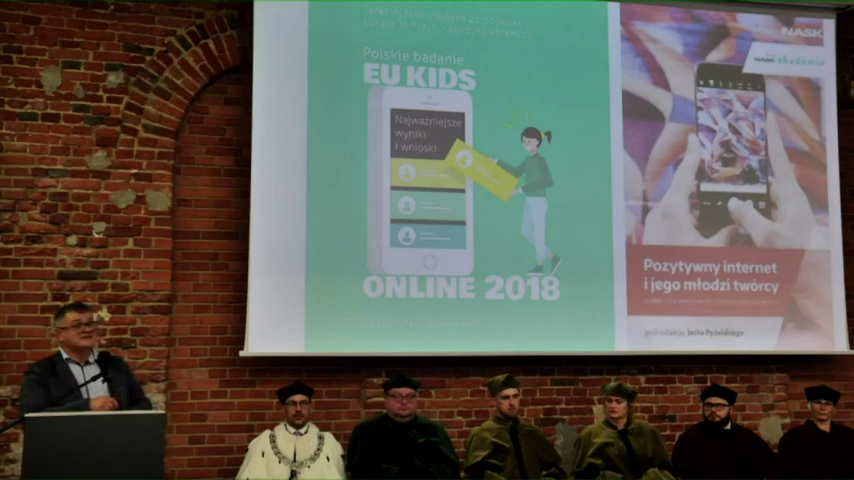 Polskie badanie
EU KIDS
Najważniejsze
wyniki
i wnioski
ONLINE 2018
NASK
akademia
Pozytywny internet
i jego młodzi twórcy
pod redakcją Jacka Pyżalskiego